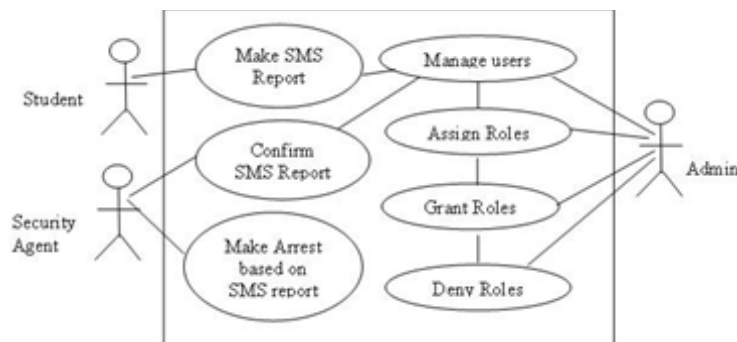 Make SMS
Report
Manage users
Student
Assign Roles
Confirm
SMS Report
Admin
Security
Agent
Grant Roles
Make Arrest
based on
SMS report
Deny Roles